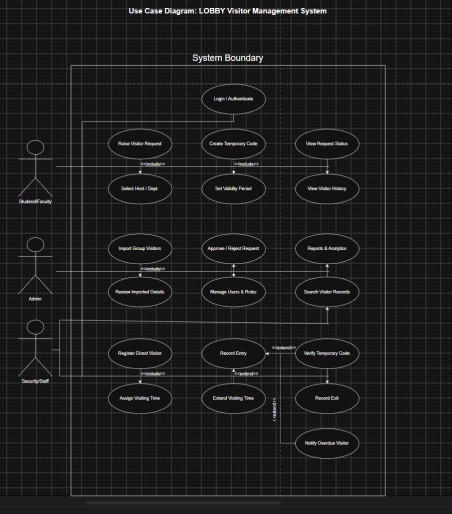 Use Case Diagram: LOBBY Visitor Management System
System Boundary
Login / Authenticate
Raise Visitor Request
Create Temporary Code
View Request Status
<<include>>
<<include>>
Select Host / Dept
Set Validity Period
View Visitor History
Student/Faculty
Import Group Visitors
Approve / Reject Request
Reports & Analytics
<<include>>
Review Imported Details
Manage Users & Roles
Search Visitor Records
Admin
<<extend>>
Register Direct Visitor
Record Entry
Verify Temporary Code
<<include>>
<<extend>>
Security/Staff
Assign Visiting Time
Extend Visiting Time
Record Exit
<<extend>>
Notify Overdue Visitor